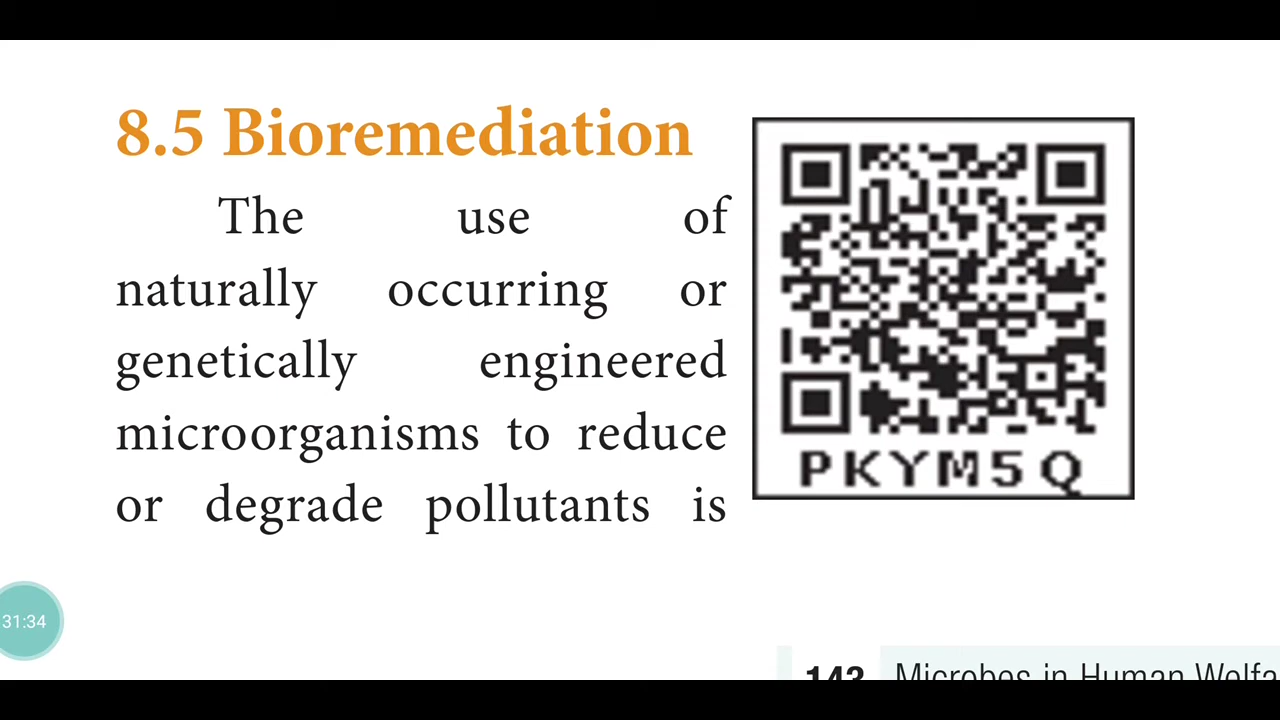 8.5 Bioremediation
The use of
naturally occurring or
genetically engineered
microorganisms to reduce
or degrade pollutants is
PKYM5Q
31:34
143 Microbes in Human Welfa